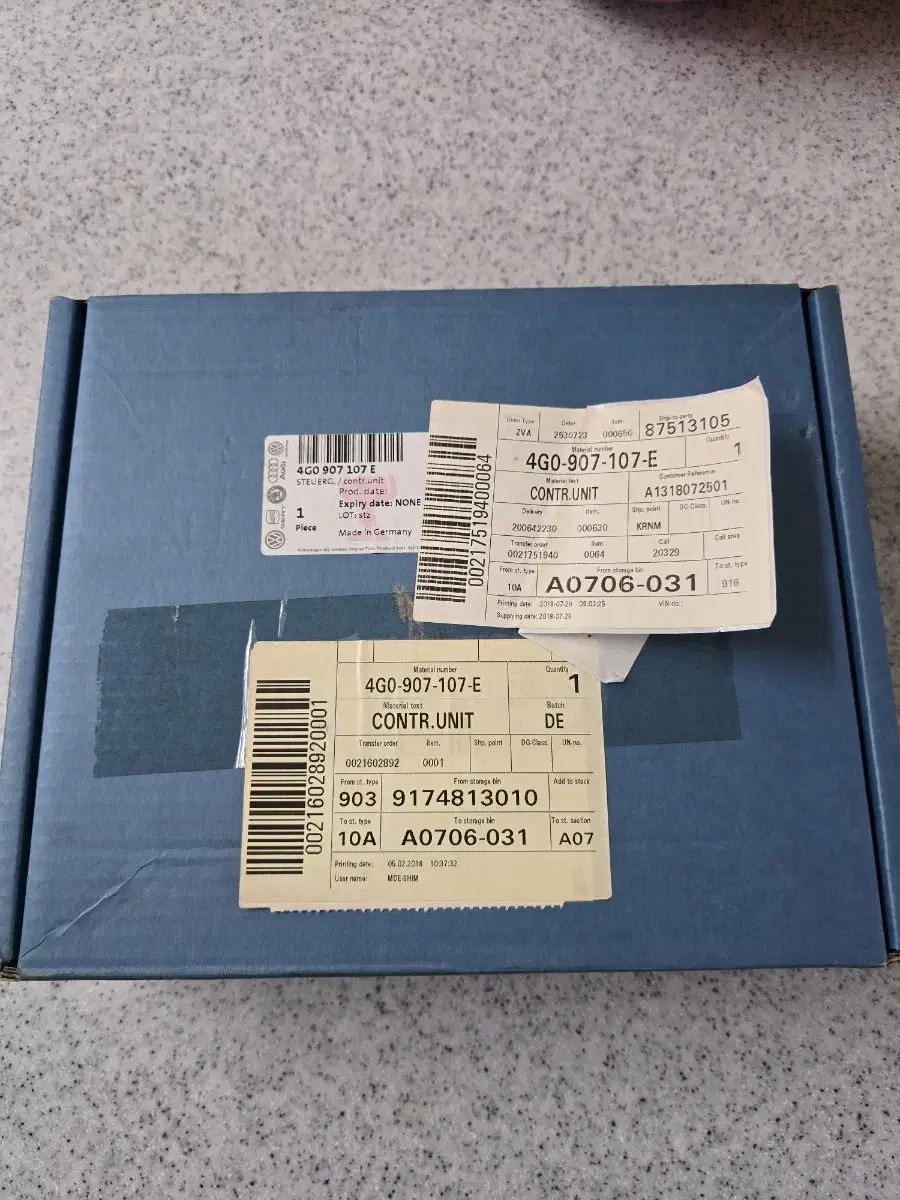 4G0 907 107 E
STEUERG. / contr.unit
Prod. date:
Expiry date: NONE
1 LOT: stz
Piece
Made in Germany
Audi
SEAT
00217519400064
Order Type Order Item Ship-to-party
ZVA 2530723 000650 87513105
Material number Quantity
4G0-907-107-E 1
Material text Customer Reference
CONTR.UNIT A1318072501
Delivery Item. Shp. point DG-Class. UN-no.
200642230 000630 KRNM
Transfer order Item Call Call area
0021751940 0064 20329
From st. type From storage bin To st. type
10A A0706-031 916
Printing date: 2018-07-26 09:03:25 VIN-no.:
Supplying date: 2018-07-26
00216028920001
Material number Quantity
4G0-907-107-E 1
Material text Batch
CONTR.UNIT DE
Transfer order Item. Shp. point DG-Class. UN-no.
0021602892 0001
From st. type From storage bin Add to stock
903 9174813010
To st. type To storage bin To st. section
10A A0706-031 A07
Printing date: 05.02.2018 10:37:32
User name: MDE-SHIM